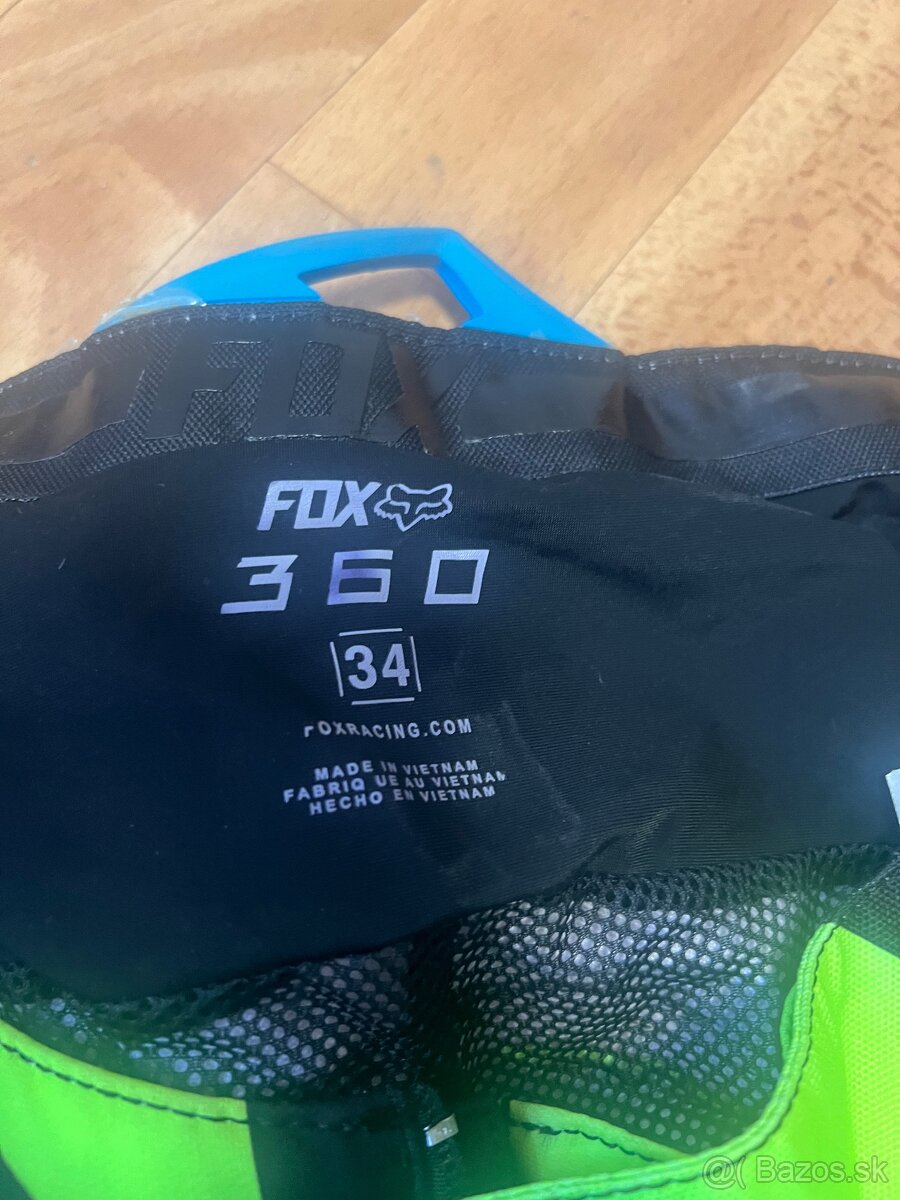 FOX
FOX
360
34
FOXRACING.COM
MADE IN VIETNAM
FABRIQ UE AU VIETNAM
HECHO EN VIETNAM
@ Bazos.sk